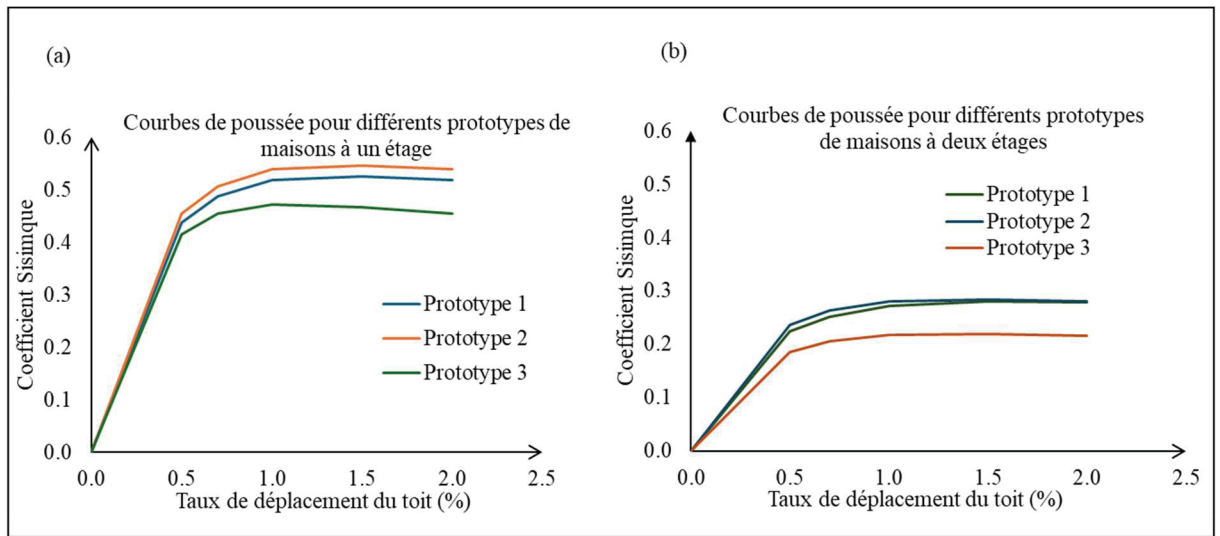 (a)
Courbes de poussée pour différents prototypes de
maisons à un étage
0.6
0.5
0.4
0.3
0.2
0.1
0.0
Coefficient Sisimque
Prototype 1
Prototype 2
Prototype 3
0.0 0.5 1.0 1.5 2.0 2.5
Taux de déplacement du toit (%)
(b)
Courbes de poussée pour différents prototypes
de maisons à deux étages
0.6
0.5
0.4
0.3
0.2
0.1
0.0
Coefficient Sisimque
Prototype 1
Prototype 2
Prototype 3
0.0 0.5 1.0 1.5 2.0 2.5
Taux de déplacement du toit (%)